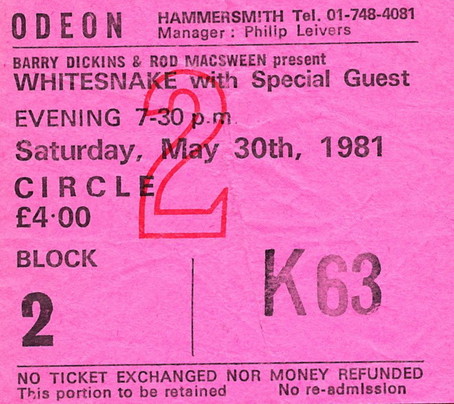 ODEON HAMMERSMITH Tel. 01-748-4081
Manager : Philip Leivers
BARRY DICKINS & ROD MACSWEEN present
WHITESNAKE with Special Guest
EVENING 7-30 p.m.
Saturday, May 30th, 1981
CIRCLE
£4·00
2
BLOCK
2
K63
NO TICKET EXCHANGED NOR MONEY REFUNDED
This portion to be retained No re-admission